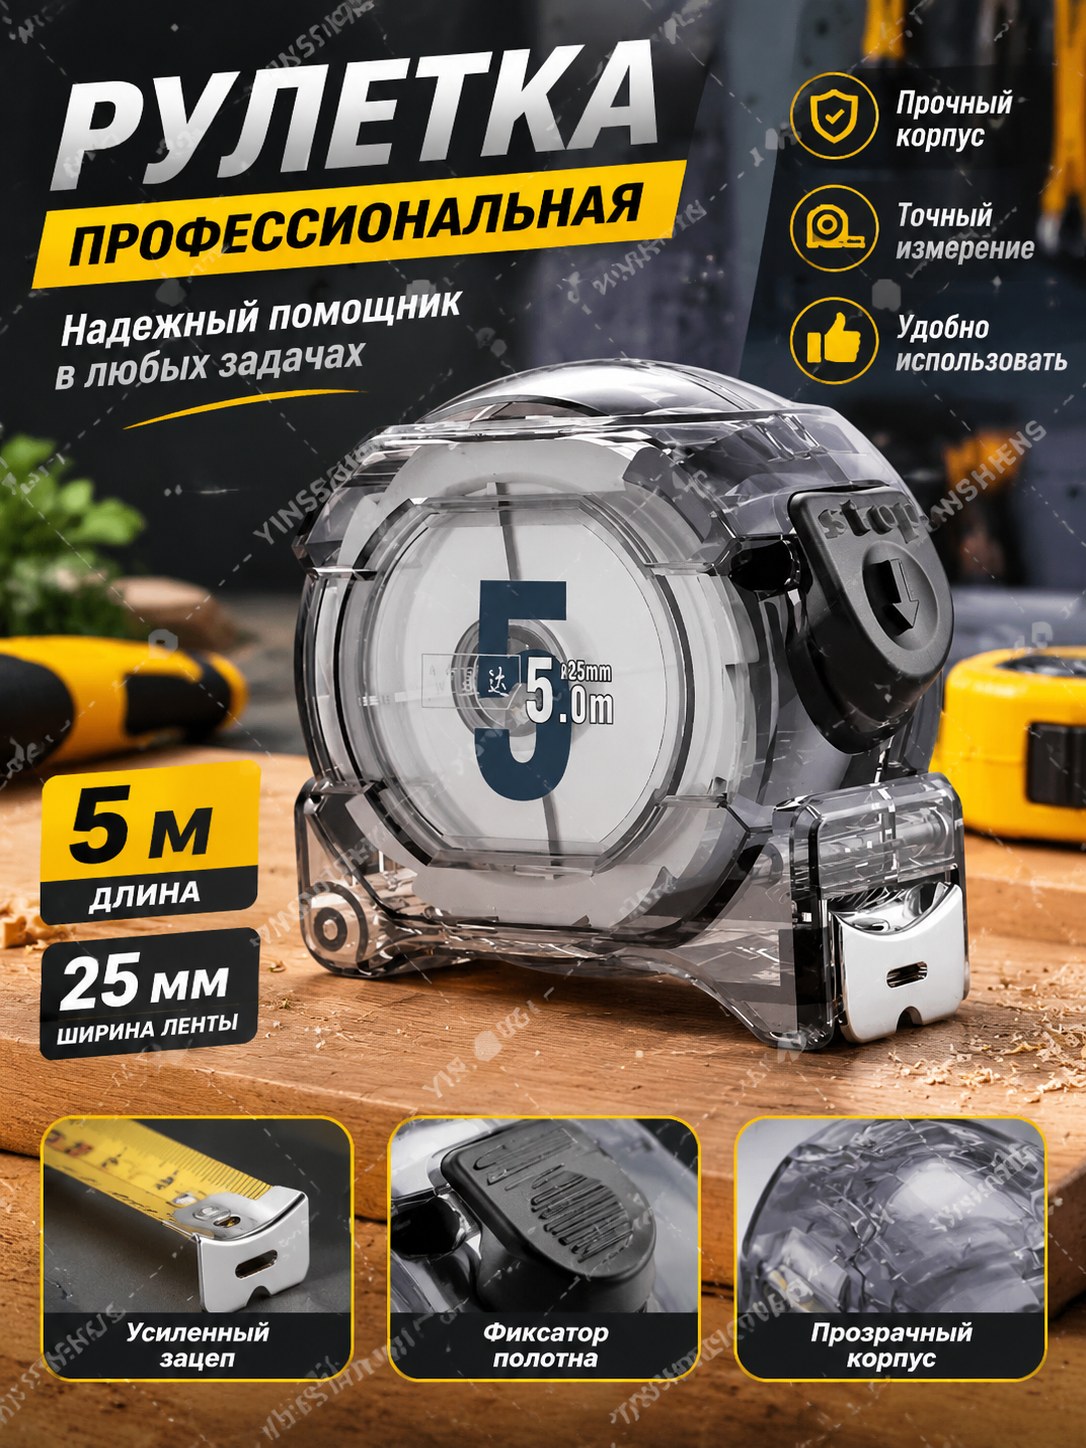 РУЛЕТКА
ПРОФЕССИОНАЛЬНАЯ
Надежный помощник
в любых задачах
Прочный
корпус
Точный
измерение
Удобно
использовать
stop
5
25mm
5.0m
达
5 м
ДЛИНА
25 мм
ШИРИНА ЛЕНТЫ
Усиленный
зацеп
Фиксатор
полотна
Прозрачный
корпус